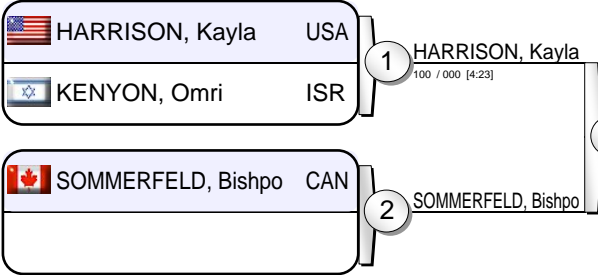 HARRISON, Kayla USA
KENYON, Omri ISR
1
HARRISON, Kayla
100 / 000 [4:23]
SOMMERFELD, Bishpo CAN
2
SOMMERFELD, Bishpo